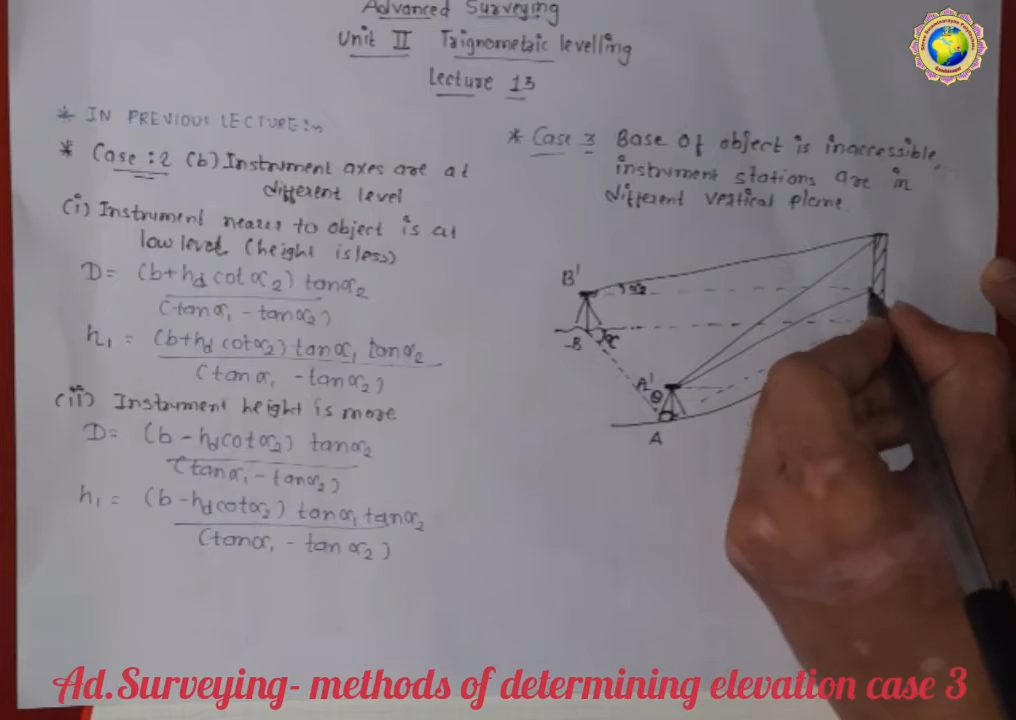 Advanced Surveying
Unit II Trignometric levelling
Lecture 13
* IN PREVIOUS LECTURE:~
* Case:2 (b) Instrument axes are at
different level
(i) Instrument nearer to object is at
low level. (height is less)
D = (b+hd cot α2) tan α2
(tan α1 - tan α2)
h1 = (b+hd cot α2) tan α1 tan α2
(tan α1 - tan α2)
(ii) Instrument height is more
D = (b - hd cot α2) tan α2
(tan α1 - tan α2)
h1 = (b - hd cot α2) tan α1 tan α2
(tan α1 - tan α2)
* Case 3 Base of object is inaccessible,
instrument stations are in
different vertical plane.
B'
α2
B
α
A'
θ
A
Ad.Surveying- methods of determining elevation case 3